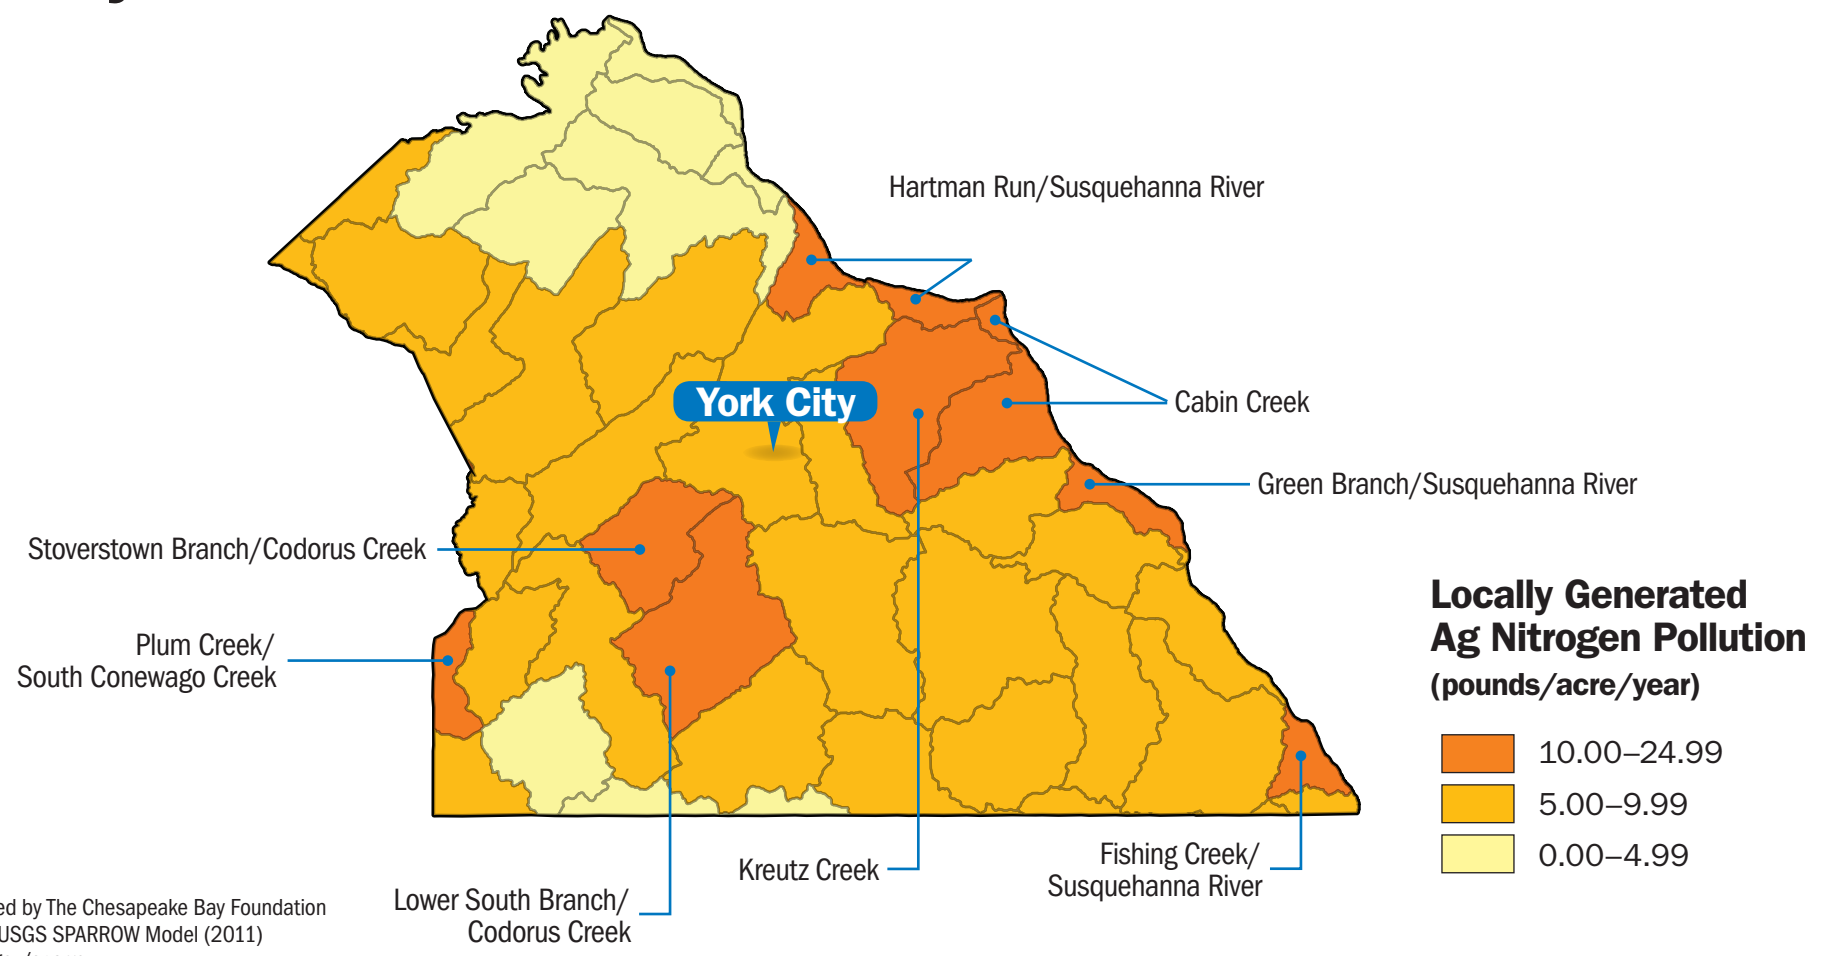 Hartman Run/Susquehanna River
York City
Cabin Creek
Green Branch/Susquehanna River
Stoverstown Branch/Codorus Creek
Plum Creek/
South Conewago Creek
Locally Generated
Ag Nitrogen Pollution
(pounds/acre/year)
10.00–24.99
5.00–9.99
0.00–4.99
Kreutz Creek
Fishing Creek/
Susquehanna River
Lower South Branch/
Codorus Creek
by The Chesapeake Bay Foundation
USGS SPARROW Model (2011)